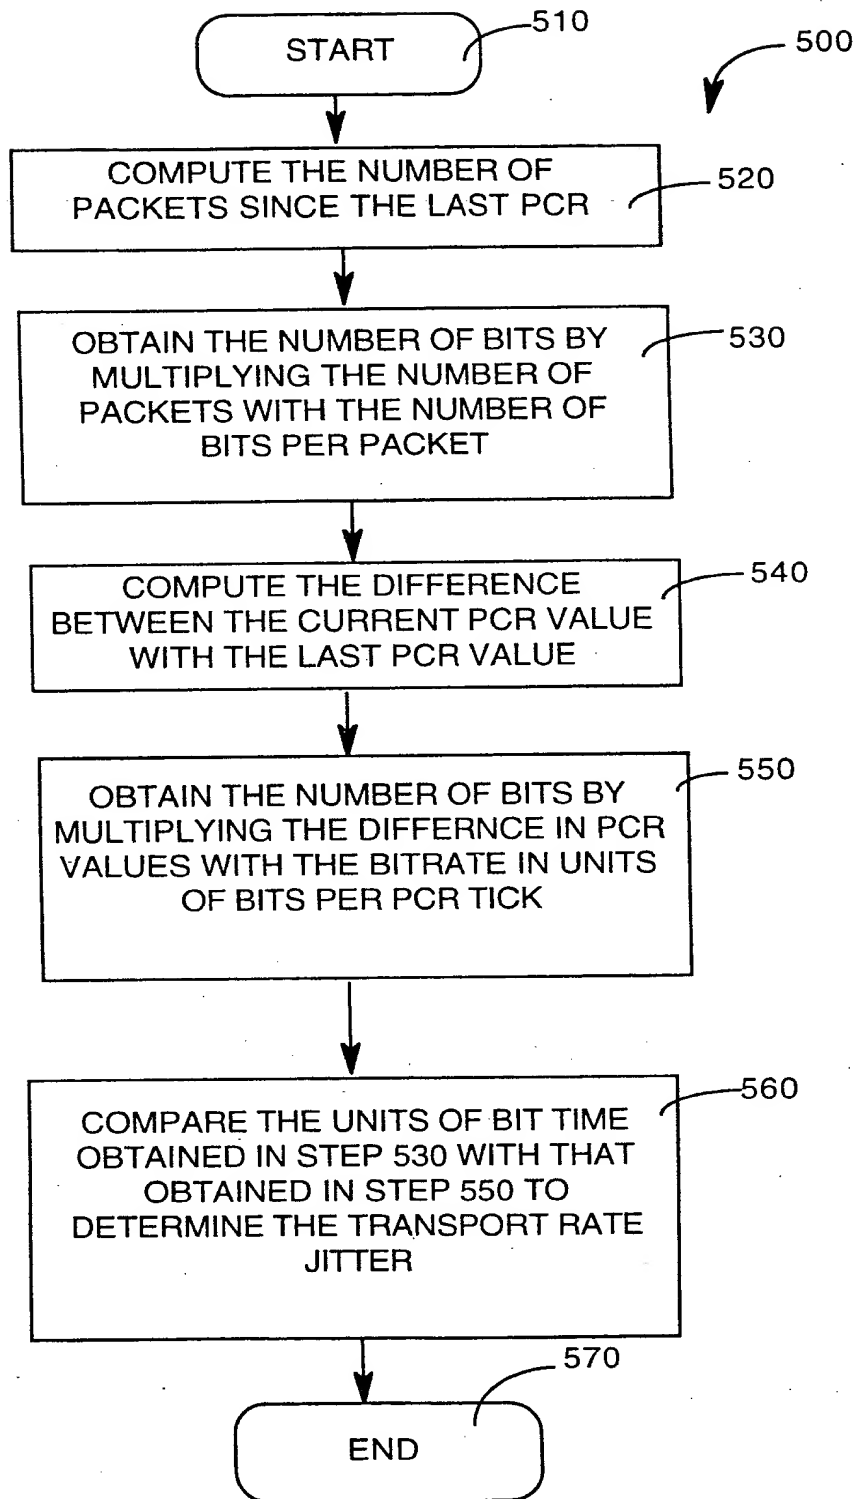 START
510
500
COMPUTE THE NUMBER OF
PACKETS SINCE THE LAST PCR
520
OBTAIN THE NUMBER OF BITS BY
MULTIPLYING THE NUMBER OF
PACKETS WITH THE NUMBER OF
BITS PER PACKET
530
COMPUTE THE DIFFERENCE
BETWEEN THE CURRENT PCR VALUE
WITH THE LAST PCR VALUE
540
OBTAIN THE NUMBER OF BITS BY
MULTIPLYING THE DIFFERNCE IN PCR
VALUES WITH THE BITRATE IN UNITS
OF BITS PER PCR TICK
550
COMPARE THE UNITS OF BIT TIME
OBTAINED IN STEP 530 WITH THAT
OBTAINED IN STEP 550 TO
DETERMINE THE TRANSPORT RATE
JITTER
560
END
570